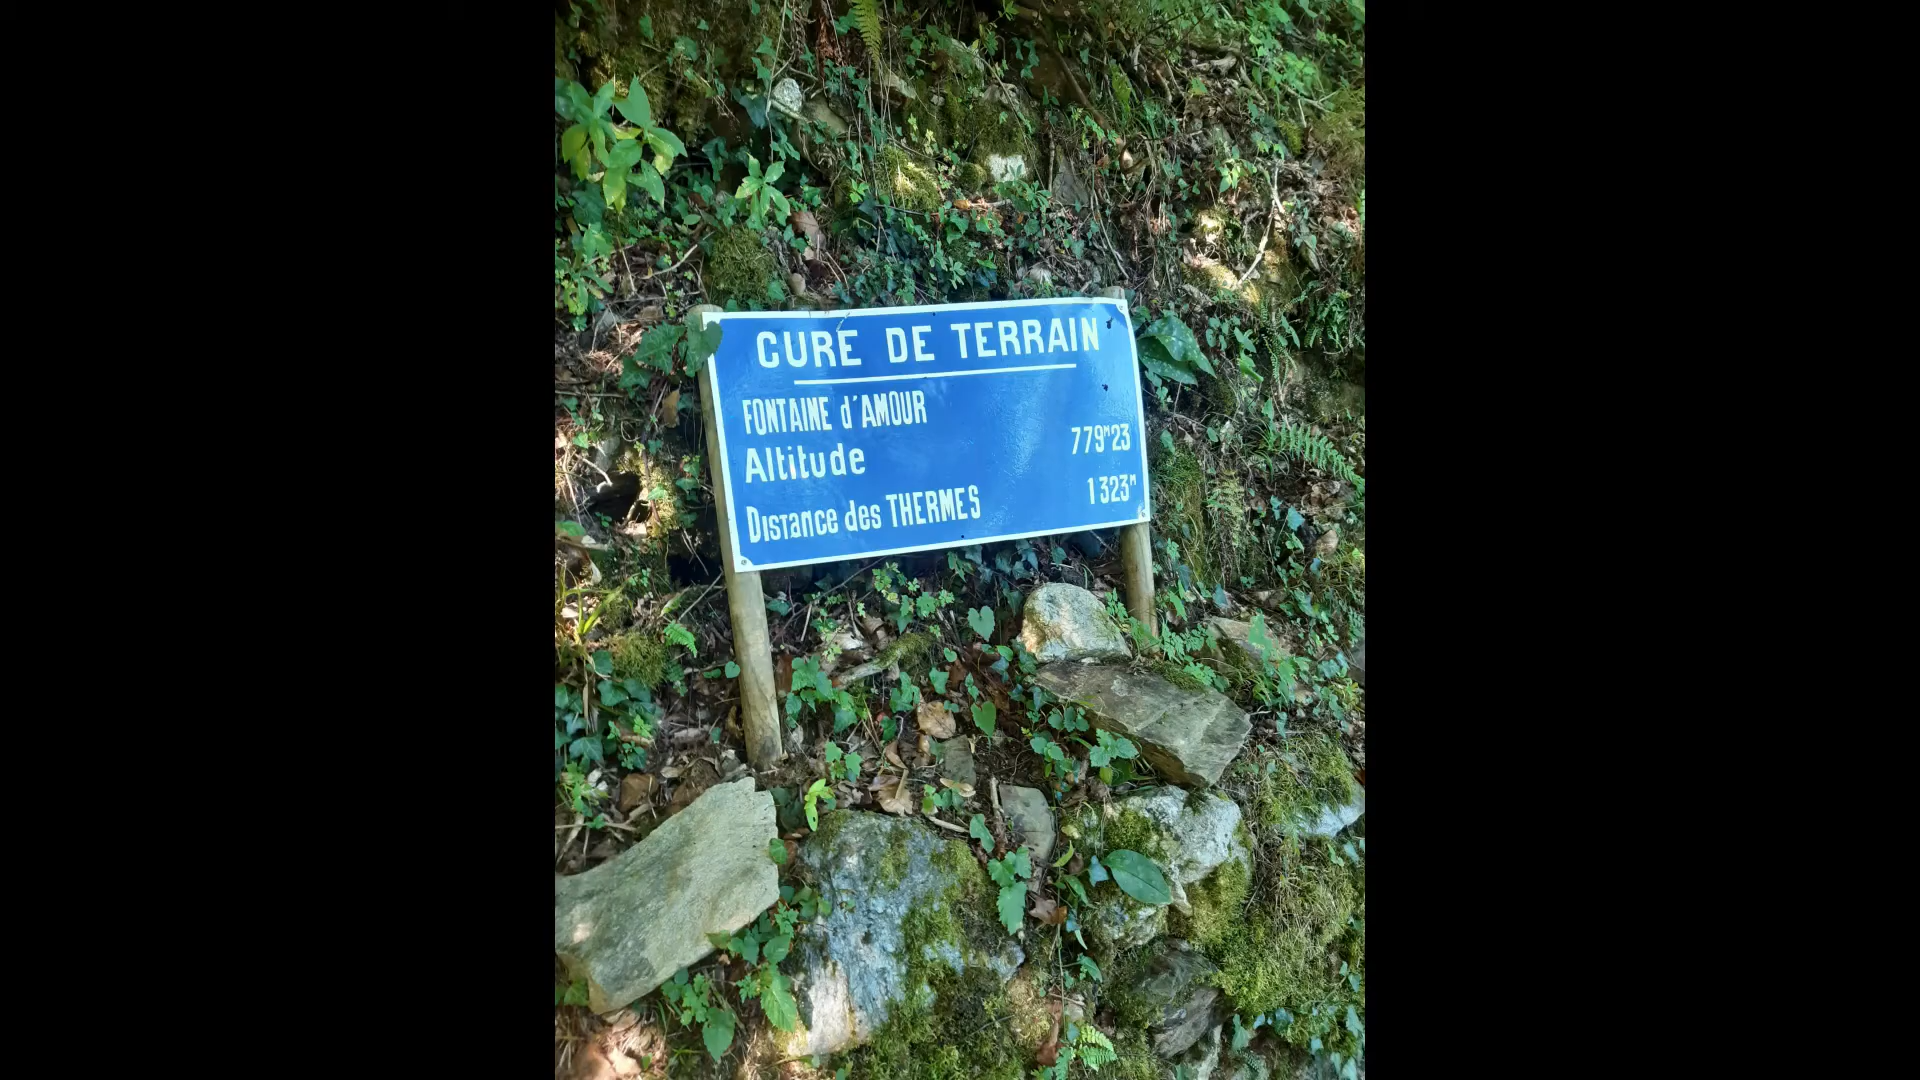 CURE DE TERRAIN
FONTAINE d'AMOUR
Altitude 779ᵐ23
Distance des THERMES 1323ᵐ